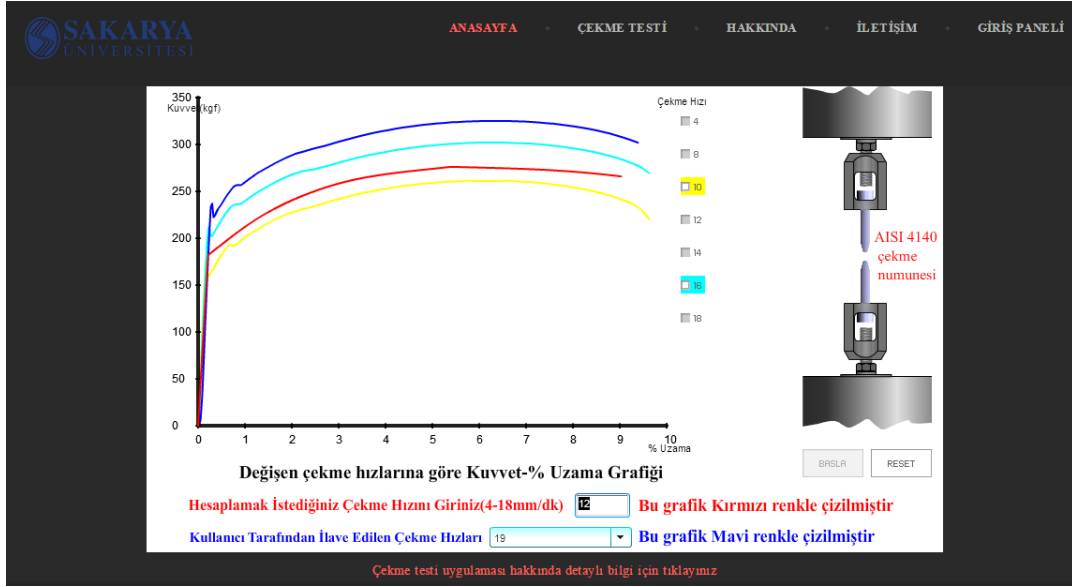 SAKARYA
ÜNİVERSİTESİ
ANASAYFA
ÇEKME TESTİ
HAKKINDA
İLETİŞİM
GİRİŞ PANELİ
350
Kuvvet(kgf)
300
250
200
150
100
50
0
0 1 2 3 4 5 6 7 8 9 10
% Uzama
Çekme Hızı
4
8
10
12
14
16
18
AISI 4140
çekme
numunesi
BASLA
RESET
Değişen çekme hızlarına göre Kuvvet-% Uzama Grafiği
Hesaplamak İstediğiniz Çekme Hızını Giriniz(4-18mm/dk) 12 Bu grafik Kırmızı renkle çizilmiştir
Kullanıcı Tarafından İlave Edilen Çekme Hızları 19 Bu grafik Mavi renkle çizilmiştir
Çekme testi uygulaması hakkında detaylı bilgi için tıklayınız